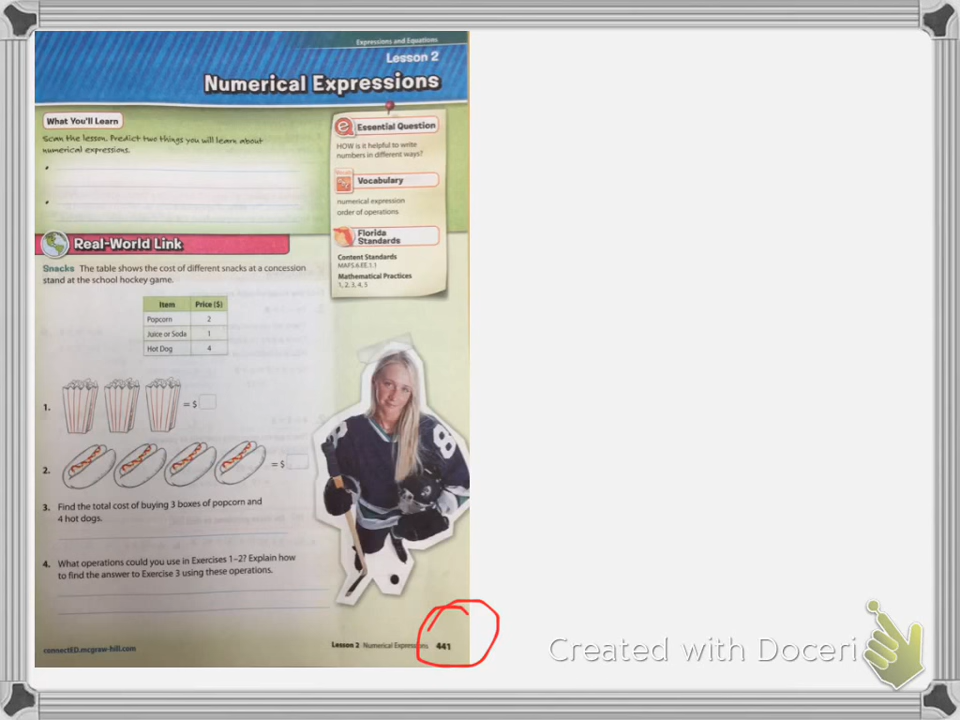 Expressions and Equations
Lesson 2
Numerical Expressions
What You'll Learn
Scan the lesson. Predict two things you will learn about
numerical expressions.
•
•
Essential Question
HOW is it helpful to write
numbers in different ways?
Vocabulary
numerical expression
order of operations
Florida
Standards
Content Standards
MAFS.6.EE.1.1
Mathematical Practices
1, 2, 3, 4, 5
Real-World Link
Snacks The table shows the cost of different snacks at a concession
stand at the school hockey game.
Item Price ($)
Popcorn 2
Juice or Soda 1
Hot Dog 4
1. = $
2. = $
3. Find the total cost of buying 3 boxes of popcorn and
4 hot dogs.
4. What operations could you use in Exercises 1–2? Explain how
to find the answer to Exercise 3 using these operations.
8
connectED.mcgraw-hill.com
Lesson 2 Numerical Expressions 441
Created with Doceri